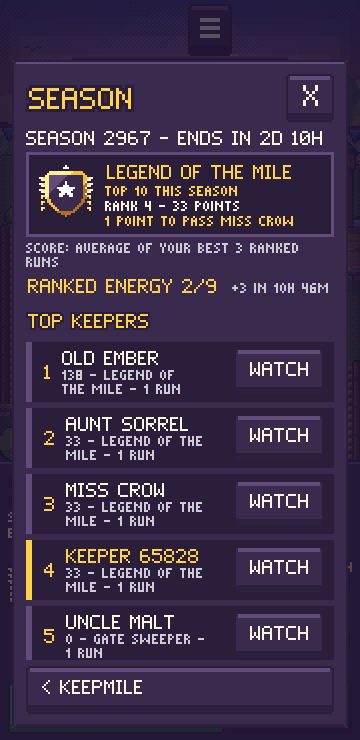 SEASON
X
SEASON 2967 - ENDS IN 2D 10H
LEGEND OF THE MILE
TOP 10 THIS SEASON
RANK 4 - 33 POINTS
1 POINT TO PASS MISS CROW
SCORE: AVERAGE OF YOUR BEST 3 RANKED
RUNS
RANKED ENERGY 2/9 +3 IN 10H 46M
TOP KEEPERS
1 OLD EMBER
138 - LEGEND OF
THE MILE - 1 RUN
WATCH
2 AUNT SORREL
33 - LEGEND OF THE
MILE - 1 RUN
WATCH
3 MISS CROW
33 - LEGEND OF THE
MILE - 1 RUN
WATCH
4 KEEPER 65828
33 - LEGEND OF THE
MILE - 1 RUN
WATCH
5 UNCLE MALT
0 - GATE SWEEPER -
1 RUN
WATCH
< KEEPMILE